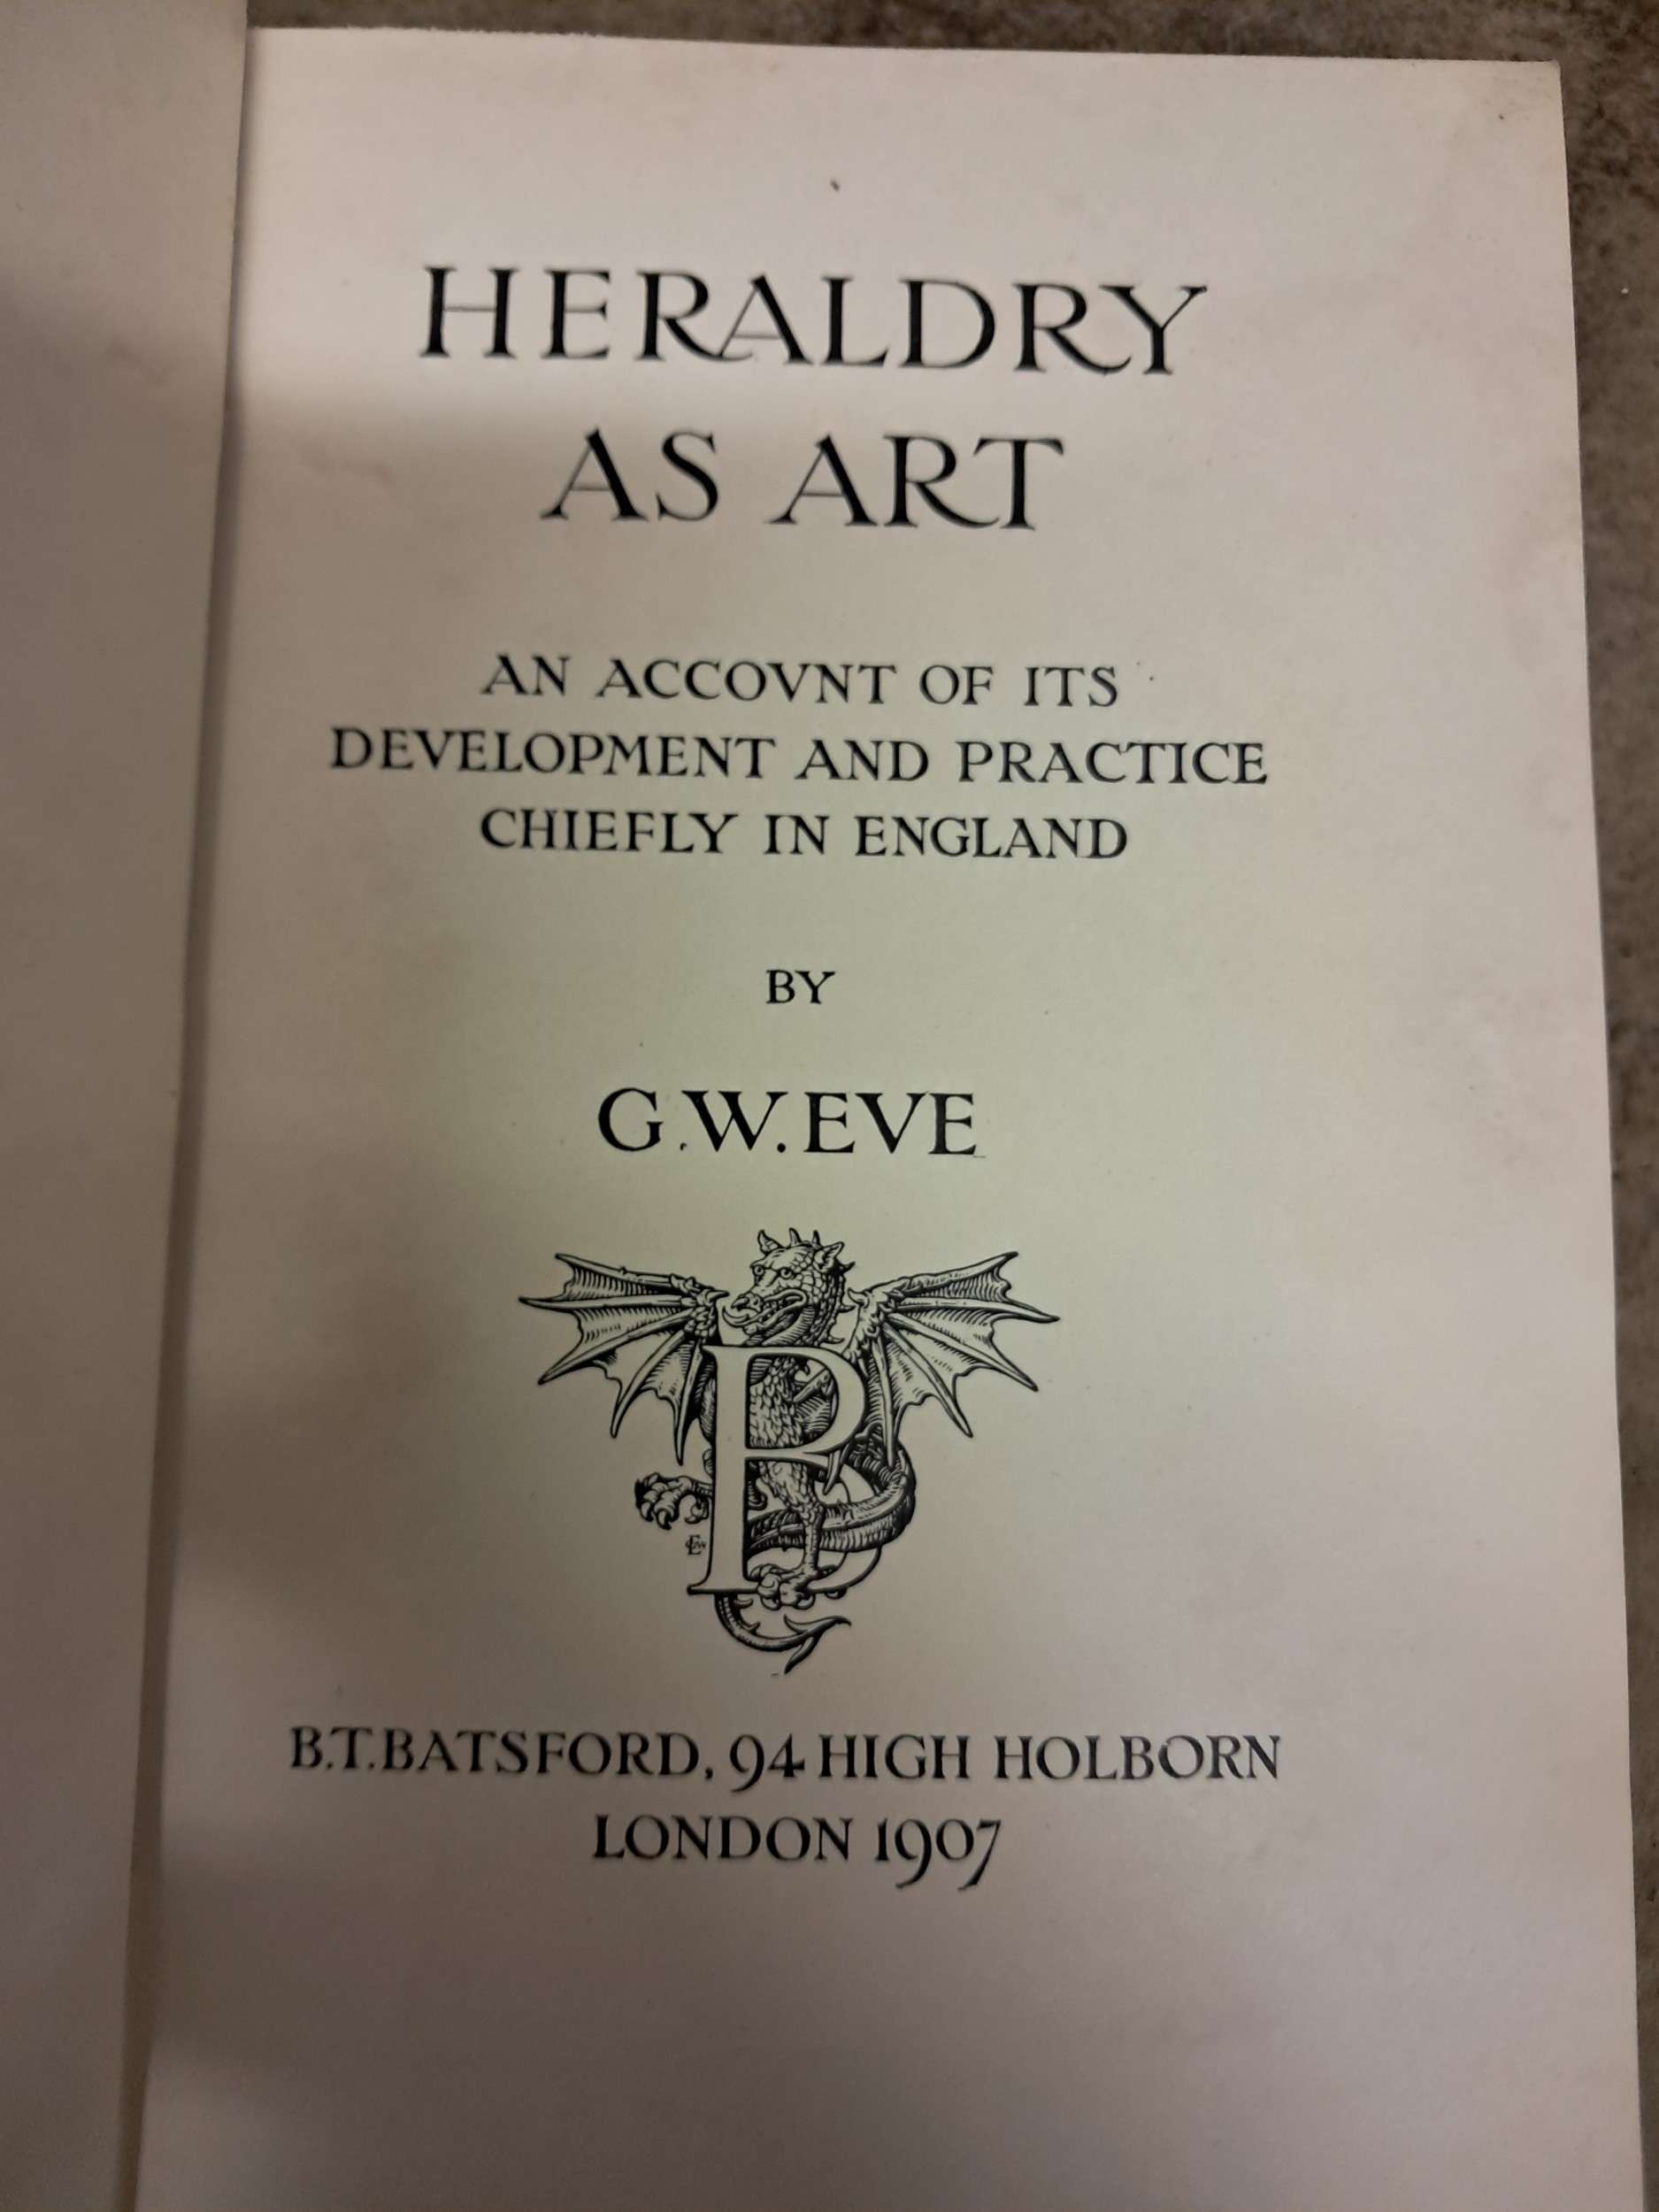 HERALDRY
AS ART
AN ACCOVNT OF ITS
DEVELOPMENT AND PRACTICE
CHIEFLY IN ENGLAND
BY
G.W.EVE
B
B.T.BATSFORD, 94 HIGH HOLBORN
LONDON 1907